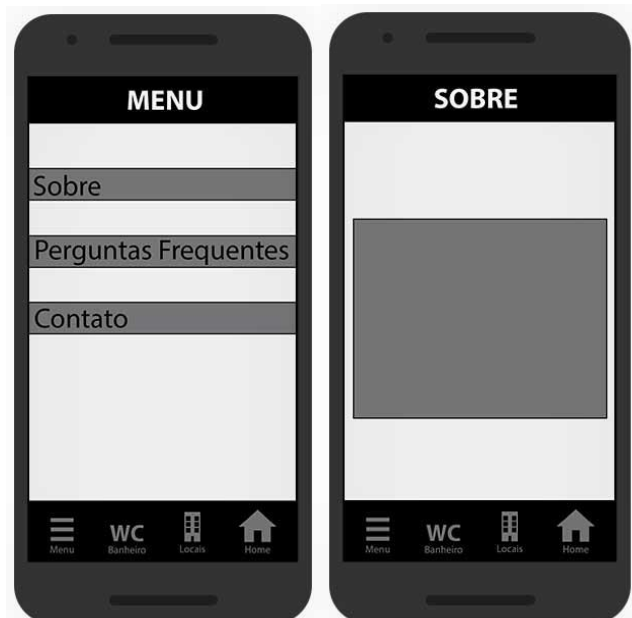 MENU
Sobre
Perguntas Frequentes
Contato
WC
Menu Banheiro Locais Home
SOBRE
WC
Menu Banheiro Locais Home